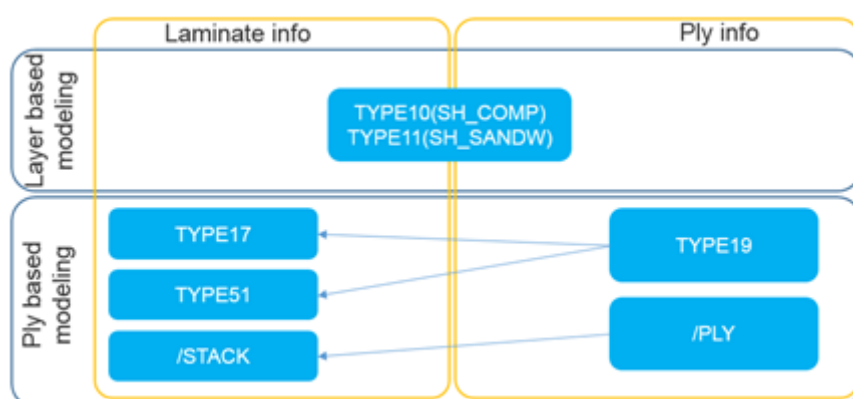 Laminate info
Ply info
Layer based
modeling
TYPE10(SH_COMP)
TYPE11(SH_SANDW)
Ply based
modeling
TYPE17
TYPE19
TYPE51
/PLY
/STACK